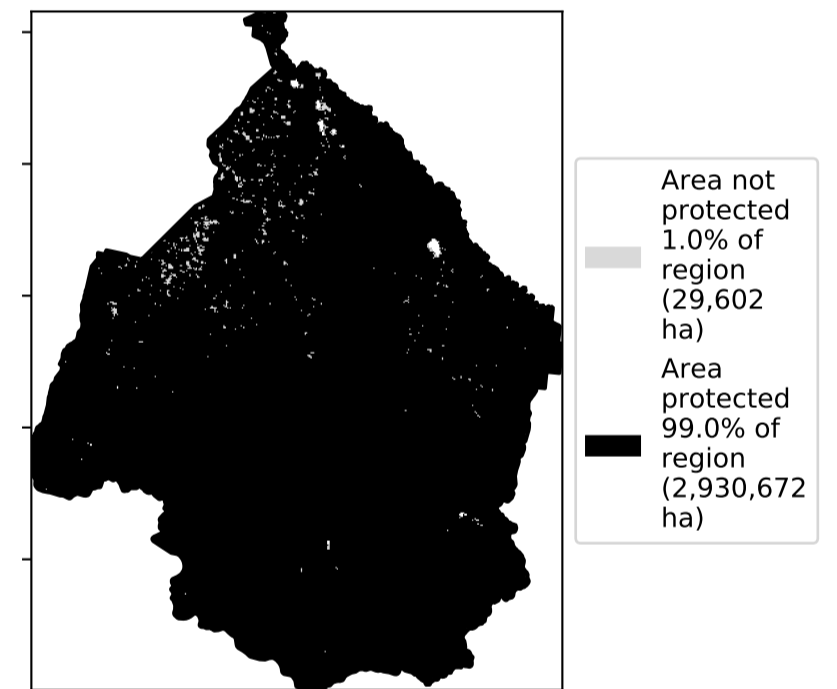 Area not
protected
1.0% of
region
(29,602
ha)
Area
protected
99.0% of
region
(2,930,672
ha)